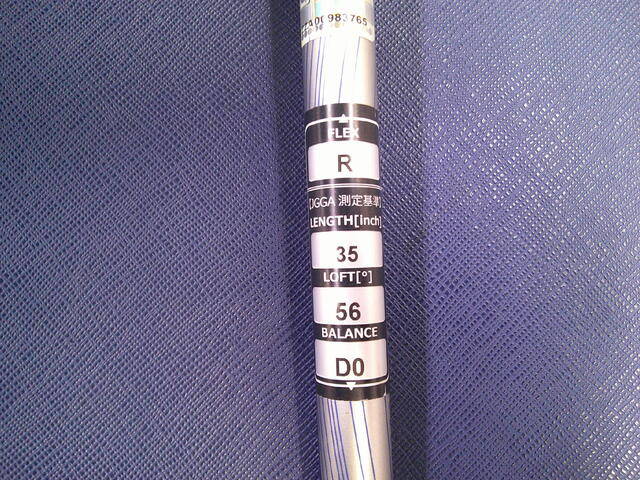 FLEX
R
[JGGA 測定基準]
LENGTH[inch]
35
LOFT[°]
56
BALANCE
D0